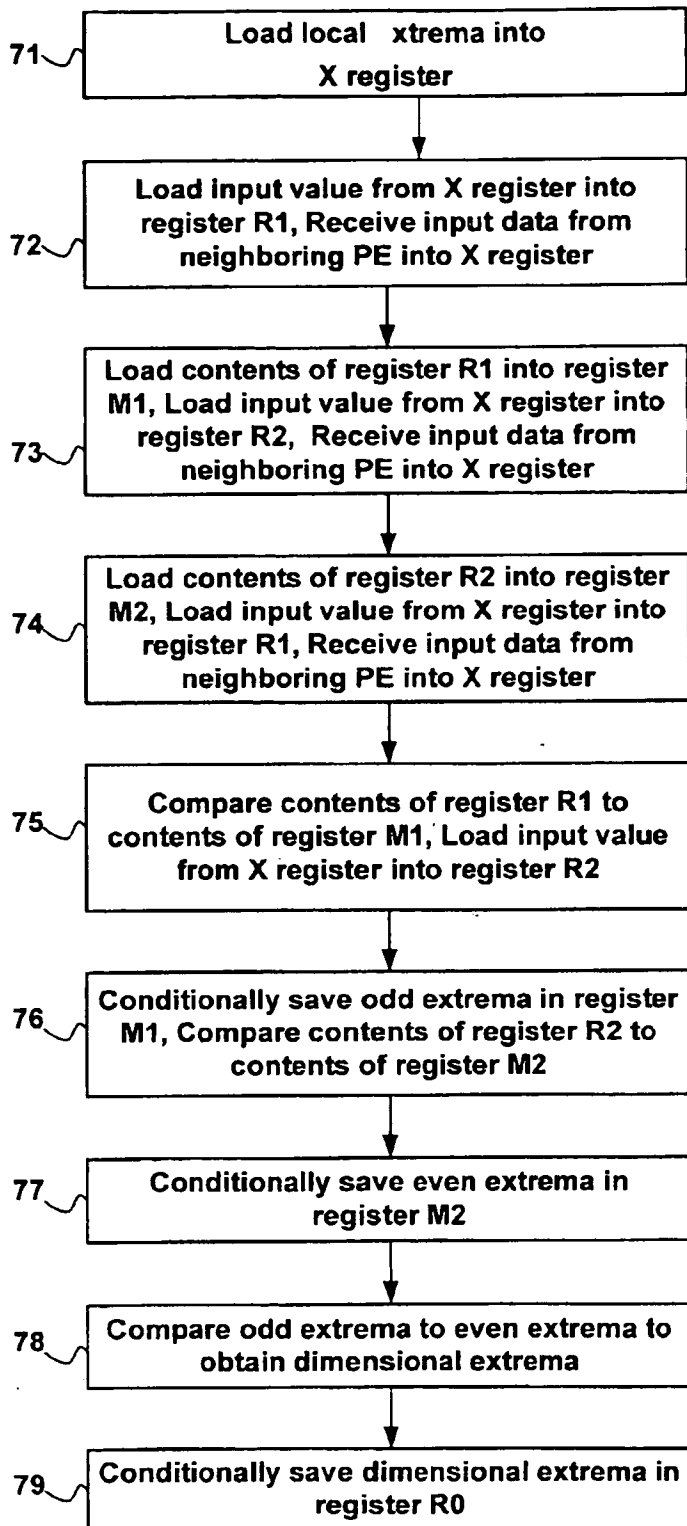 71
Load local xtrema into
X register
72
Load input value from X register into
register R1, Receive input data from
neighboring PE into X register
73
Load contents of register R1 into register
M1, Load input value from X register into
register R2, Receive input data from
neighboring PE into X register
74
Load contents of register R2 into register
M2, Load input value from X register into
register R1, Receive input data from
neighboring PE into X register
75
Compare contents of register R1 to
contents of register M1, Load input value
from X register into register R2
76
Conditionally save odd extrema in register
M1, Compare contents of register R2 to
contents of register M2
77
Conditionally save even extrema in
register M2
78
Compare odd extrema to even extrema to
obtain dimensional extrema
79
Conditionally save dimensional extrema in
register R0